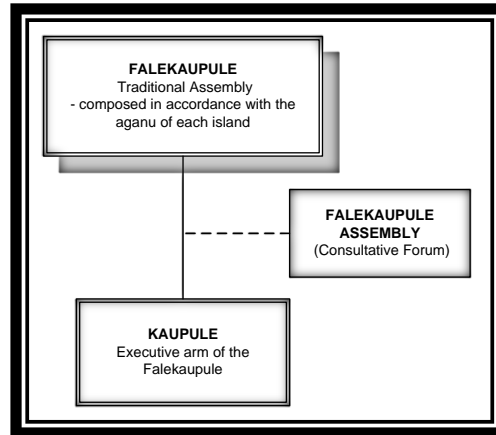 FALEKAUPULE
Traditional Assembly
- composed in accordance with the
aganu of each island
FALEKAUPULE
ASSEMBLY
(Consultative Forum)
KAUPULE
Executive arm of the
Falekaupule